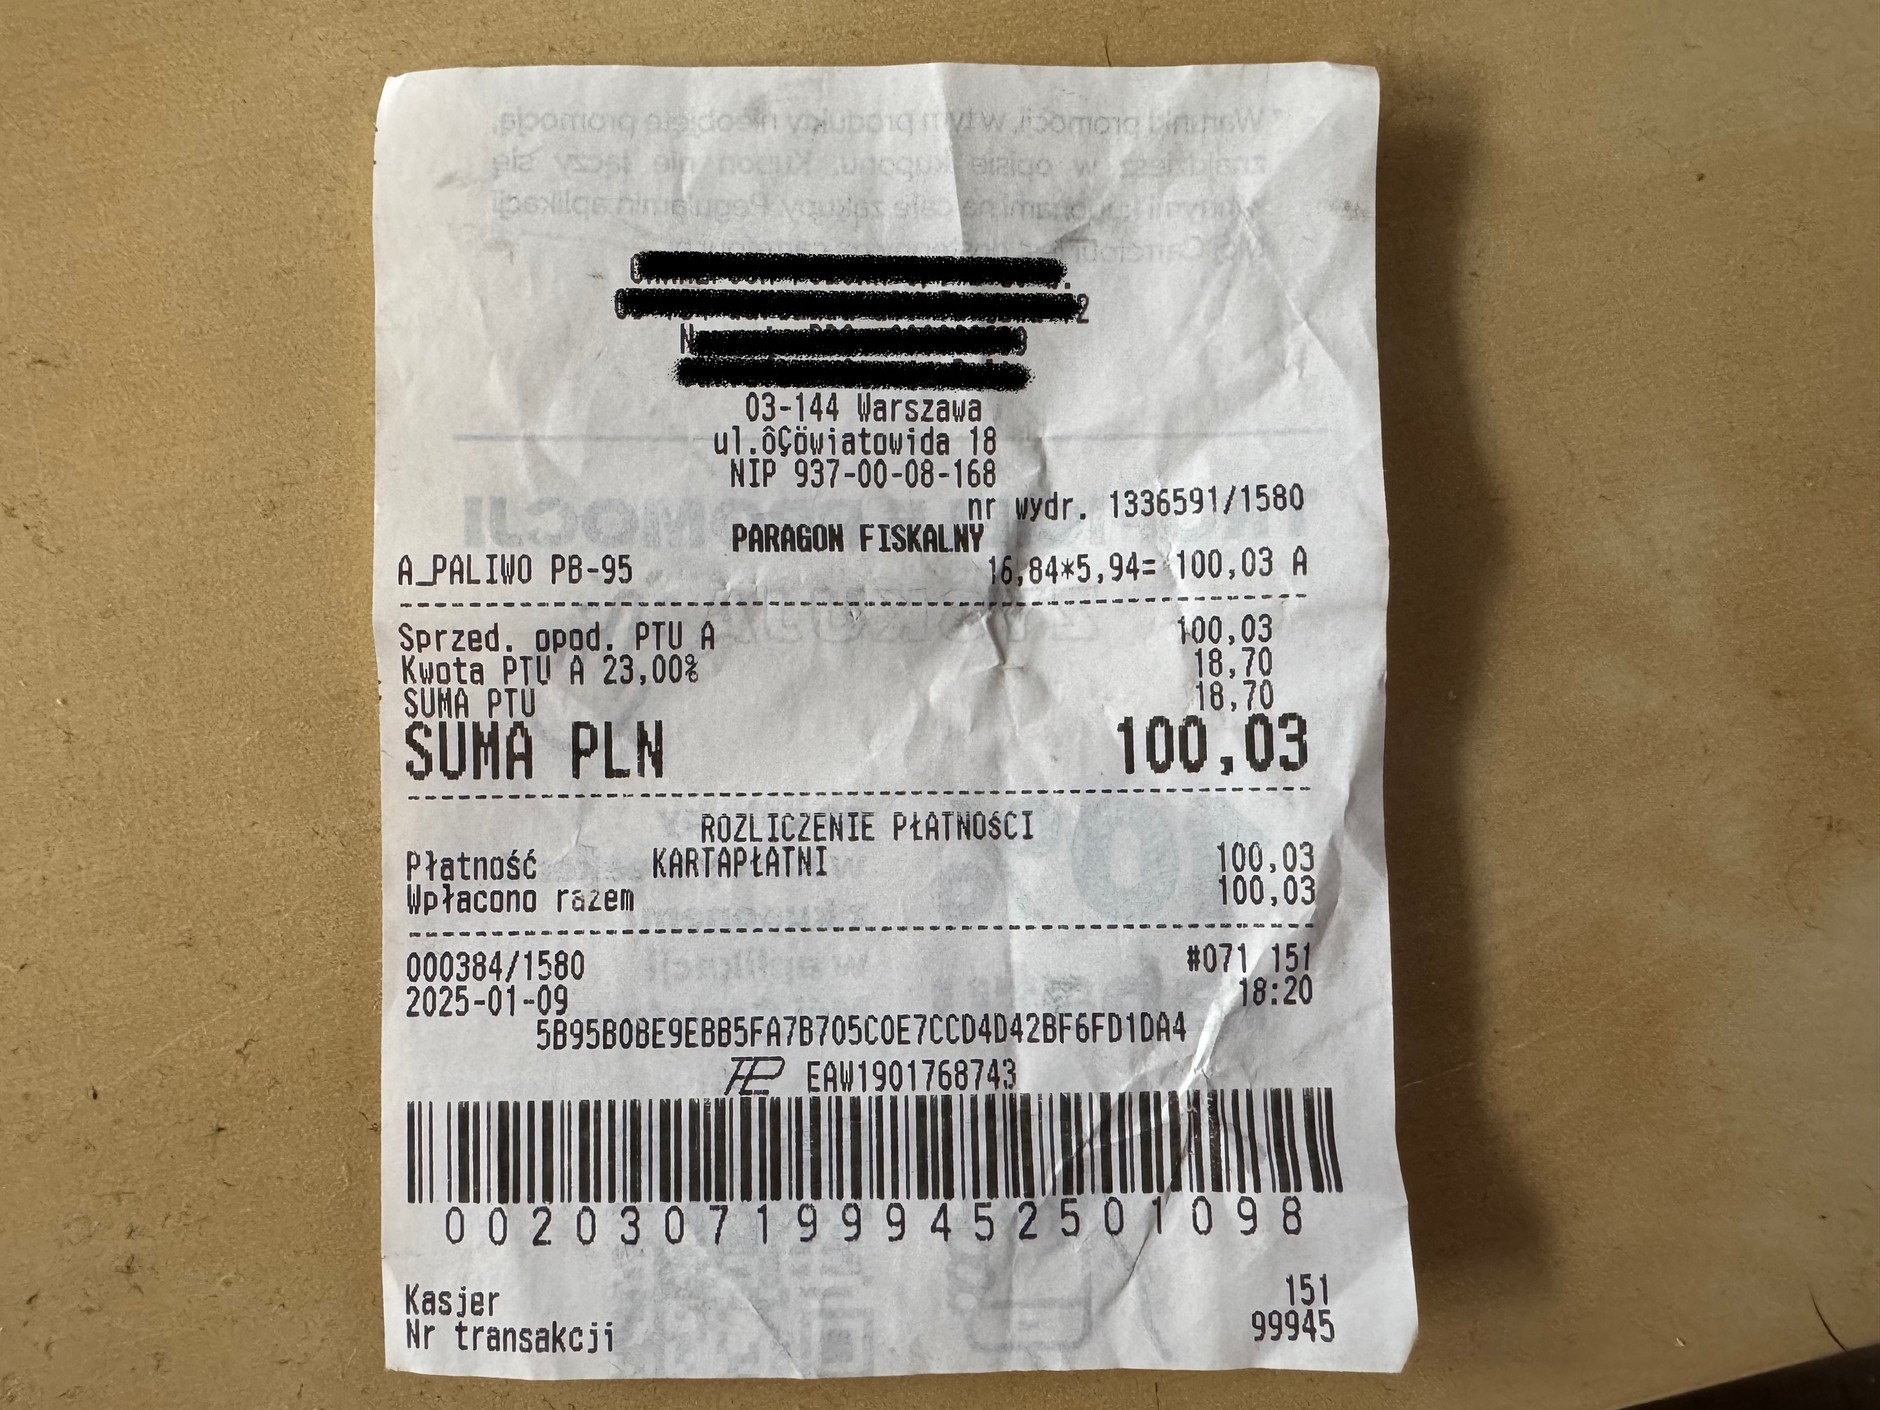 03-144 Warszawa
ul.ôÇöwiatowida 18
NIP 937-00-08-168
nr wydr. 1336591/1580
PARAGON FISKALNY
A_PALIWO PB-95 16,84*5,94= 100,03 A
Sprzed. opod. PTU A 100,03
Kwota PTU A 23,00% 18,70
SUMA PTU 18,70
SUMA PLN 100,03
ROZLICZENIE PŁATNOŚCI
Płatność KARTAPŁATNI 100,03
Wpłacono razem 100,03
000384/1580 #071 151
2025-01-09 18:20
5B95B0BE9EBB5FA7B705C0E7CCD4D42BF6FD1DA4
EAW1901768743
00203071999452501098
Kasjer 151
Nr transakcji 99945